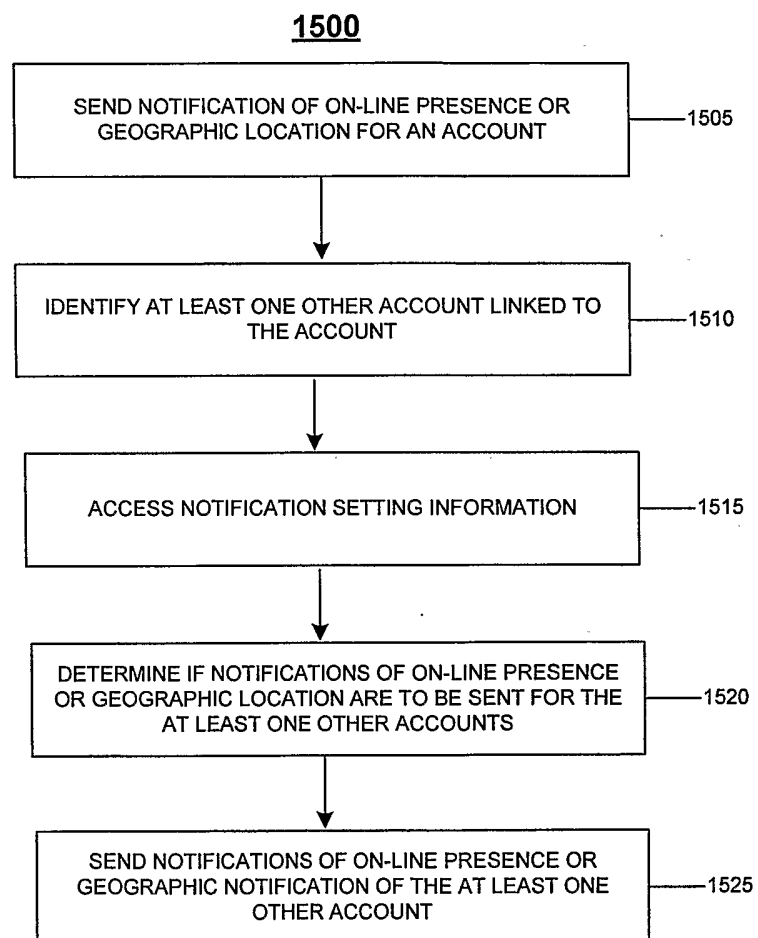 1500
SEND NOTIFICATION OF ON-LINE PRESENCE OR
GEOGRAPHIC LOCATION FOR AN ACCOUNT
1505
IDENTIFY AT LEAST ONE OTHER ACCOUNT LINKED TO
THE ACCOUNT
1510
ACCESS NOTIFICATION SETTING INFORMATION
1515
DETERMINE IF NOTIFICATIONS OF ON-LINE PRESENCE
OR GEOGRAPHIC LOCATION ARE TO BE SENT FOR THE
AT LEAST ONE OTHER ACCOUNTS
1520
SEND NOTIFICATIONS OF ON-LINE PRESENCE OR
GEOGRAPHIC NOTIFICATION OF THE AT LEAST ONE
OTHER ACCOUNT
1525